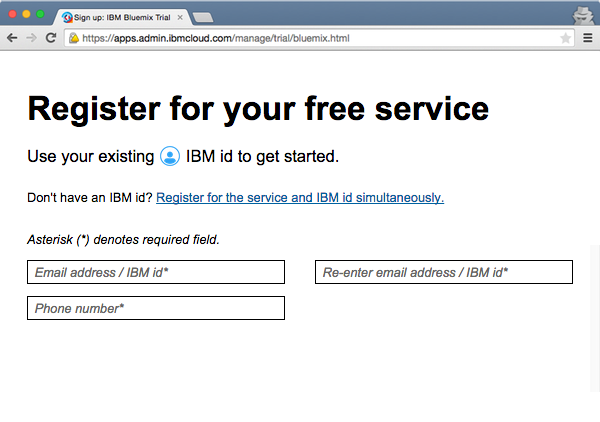 Sign up: IBM Bluemix Trial
https://apps.admin.ibmcloud.com/manage/trial/bluemix.html
Register for your free service
Use your existing IBM id to get started.
Don't have an IBM id? Register for the service and IBM id simultaneously.
Asterisk (*) denotes required field.
Email address / IBM id* Re-enter email address / IBM id*
Phone number*